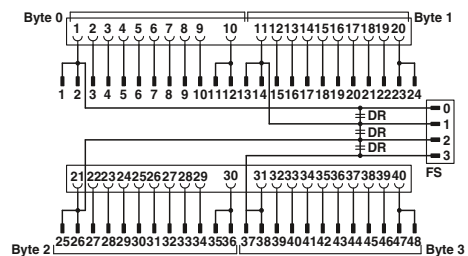 Byte 0 Byte 1
1 2 3 4 5 6 7 8 9 10 11 12 13 14 15 16 17 18 19 20
1 2 3 4 5 6 7 8 9 10 11 12 13 14 15 16 17 18 19 20 21 22 23 24
0
DR
1
DR
2
DR
3
FS
21 22 23 24 25 26 27 28 29 30 31 32 33 34 35 36 37 38 39 40
25 26 27 28 29 30 31 32 33 34 35 36 37 38 39 40 41 42 43 44 45 46 47 48
Byte 2 Byte 3